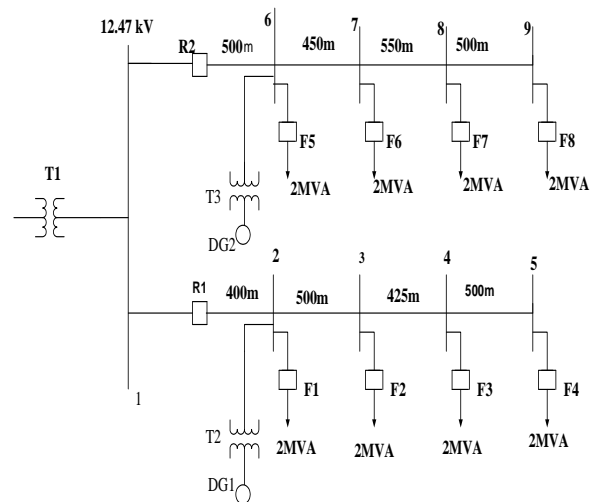 12.47 kV
R2
500m
6
450m
7
550m
8
500m
9
F5
F6
F7
F8
2MVA
2MVA
2MVA
2MVA
T1
T3
DG2
R1
400m
2
500m
3
425m
4
500m
5
F1
F2
F3
F4
1
T2
2MVA
2MVA
2MVA
2MVA
DG1